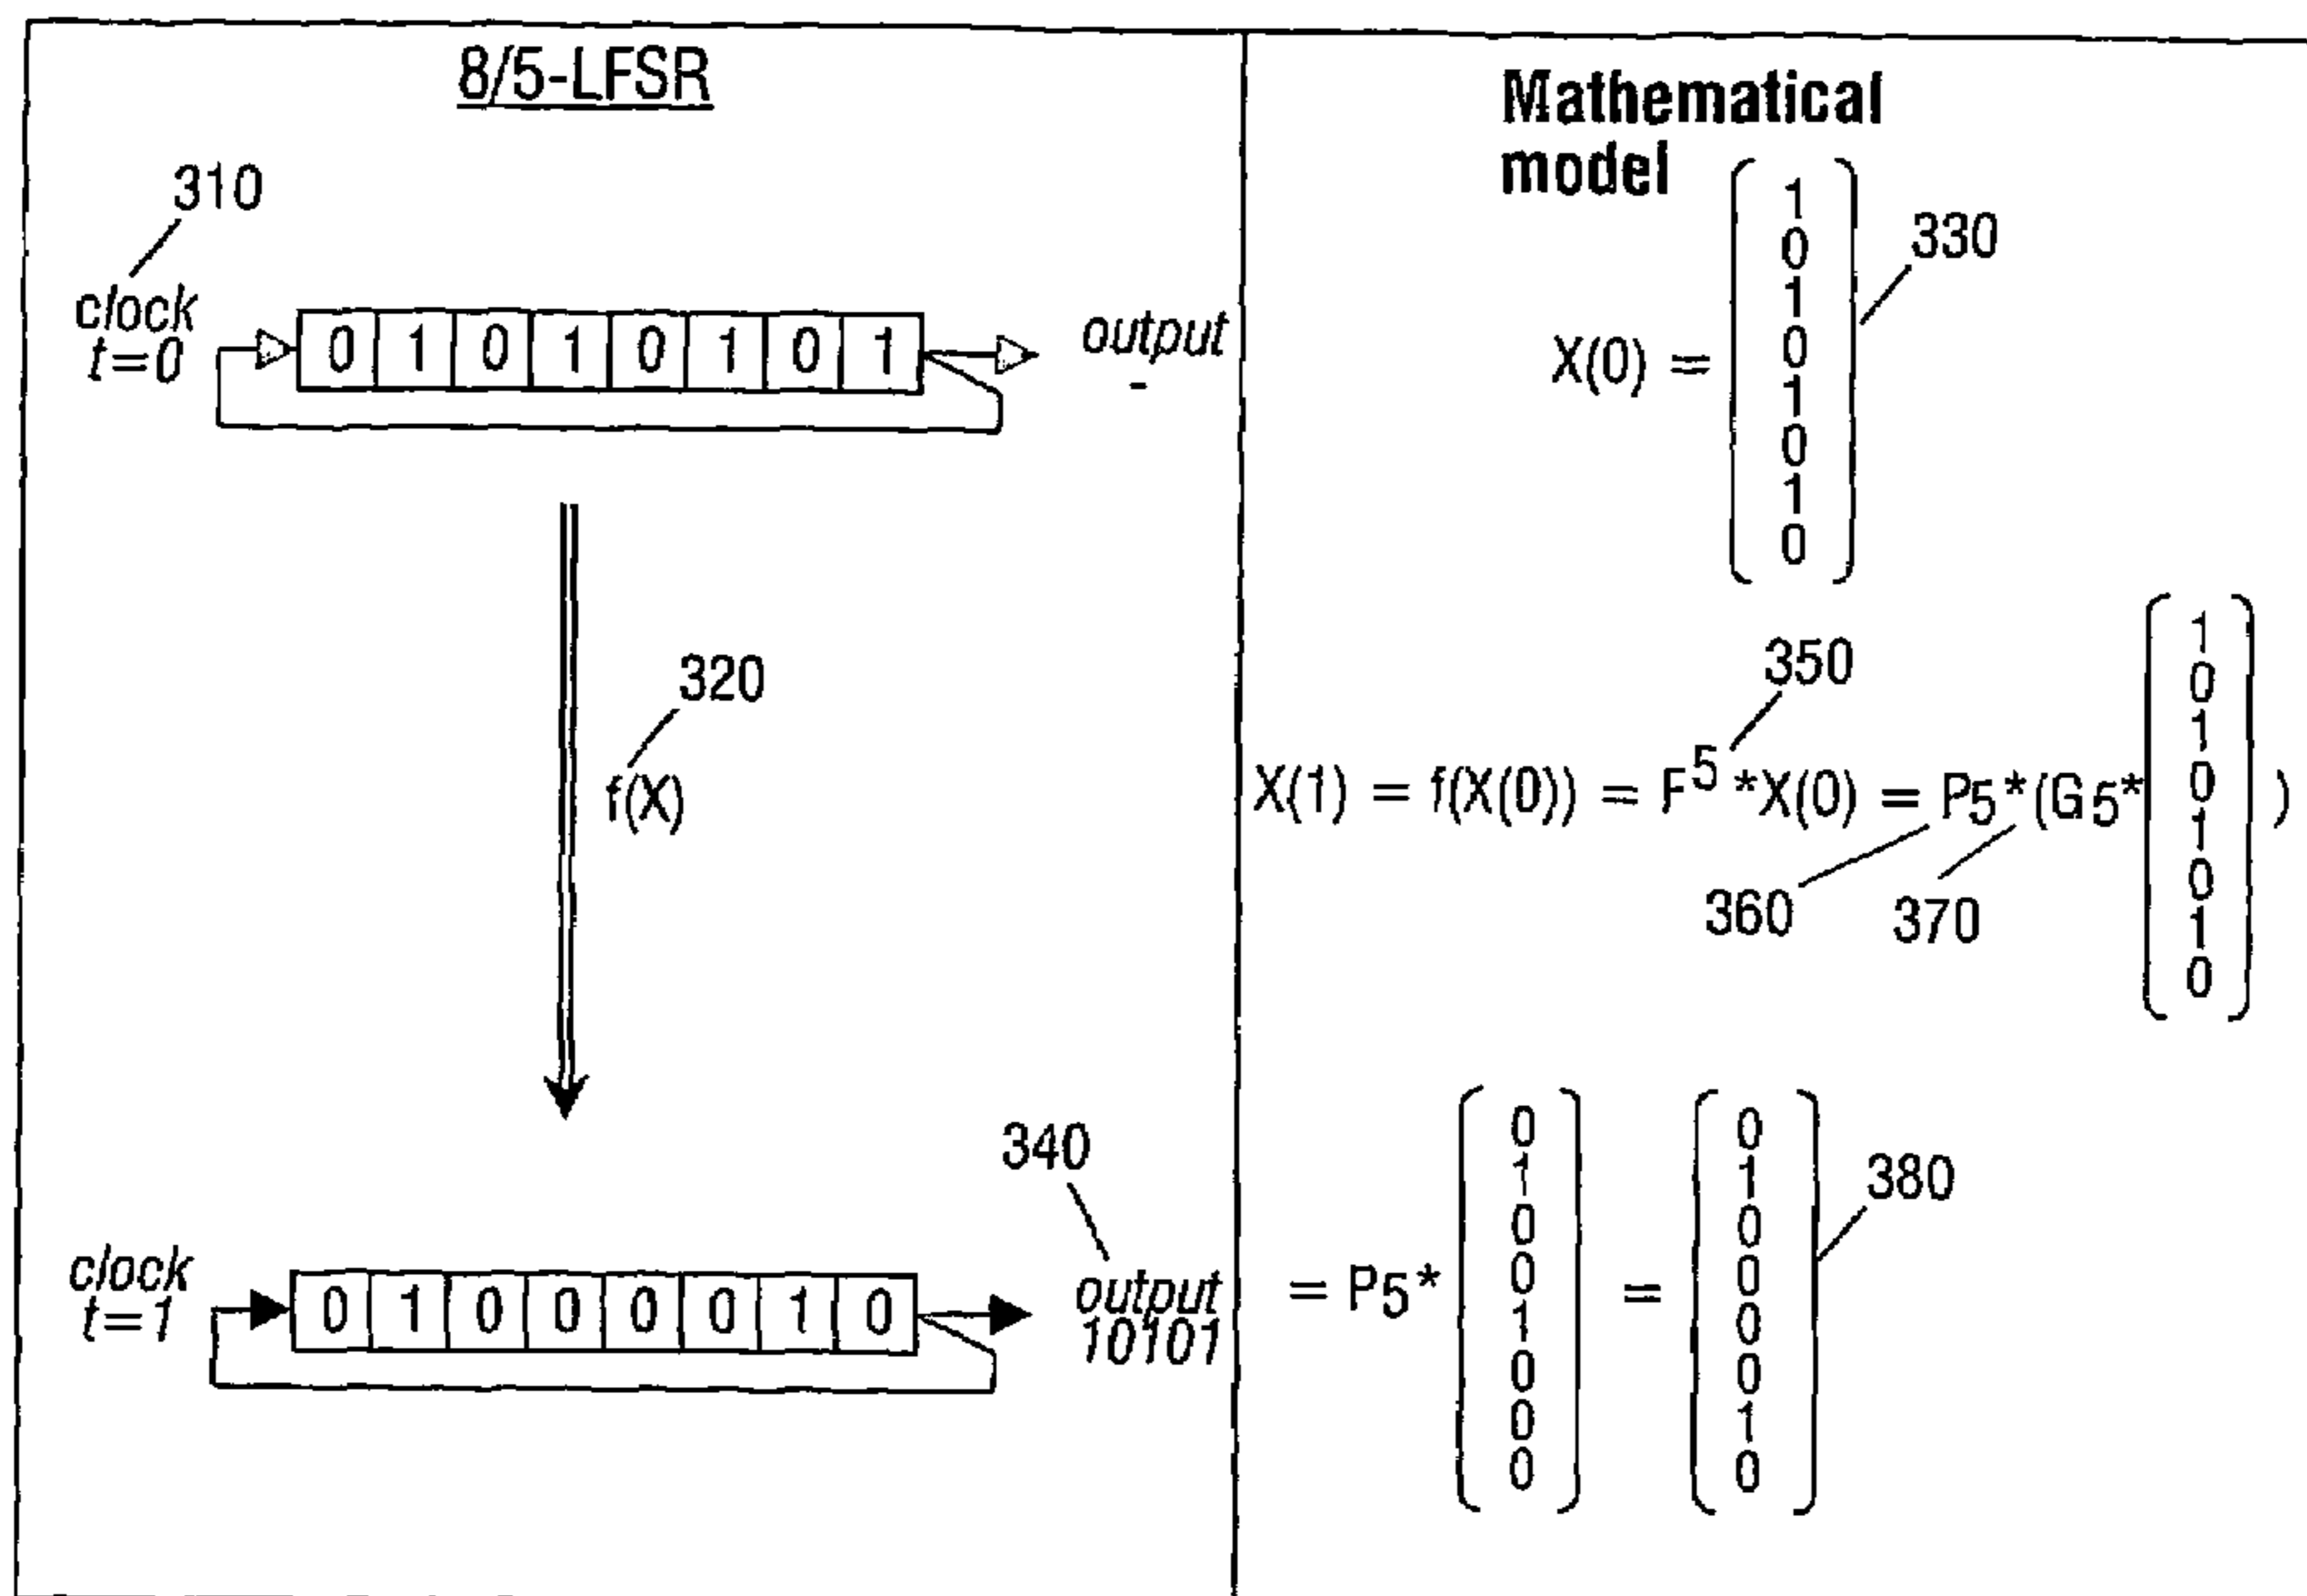 8/5-LFSR
310
clock
t=0
0 1 0 1 0 1 0 1
output
-
320
f(X)
340
clock
t=1
0 1 0 0 0 0 1 0
output
10101
Mathematical
model
X(0) =
1
0
1
0
1
0
1
0
330
350
X(1) = f(X(0)) = F^5 *X(0) = P5*(G5*
1
0
1
0
1
0
1
0
)
360
370
= P5*
0
1
0
0
1
0
0
0
=
0
1
0
0
0
0
1
0
380